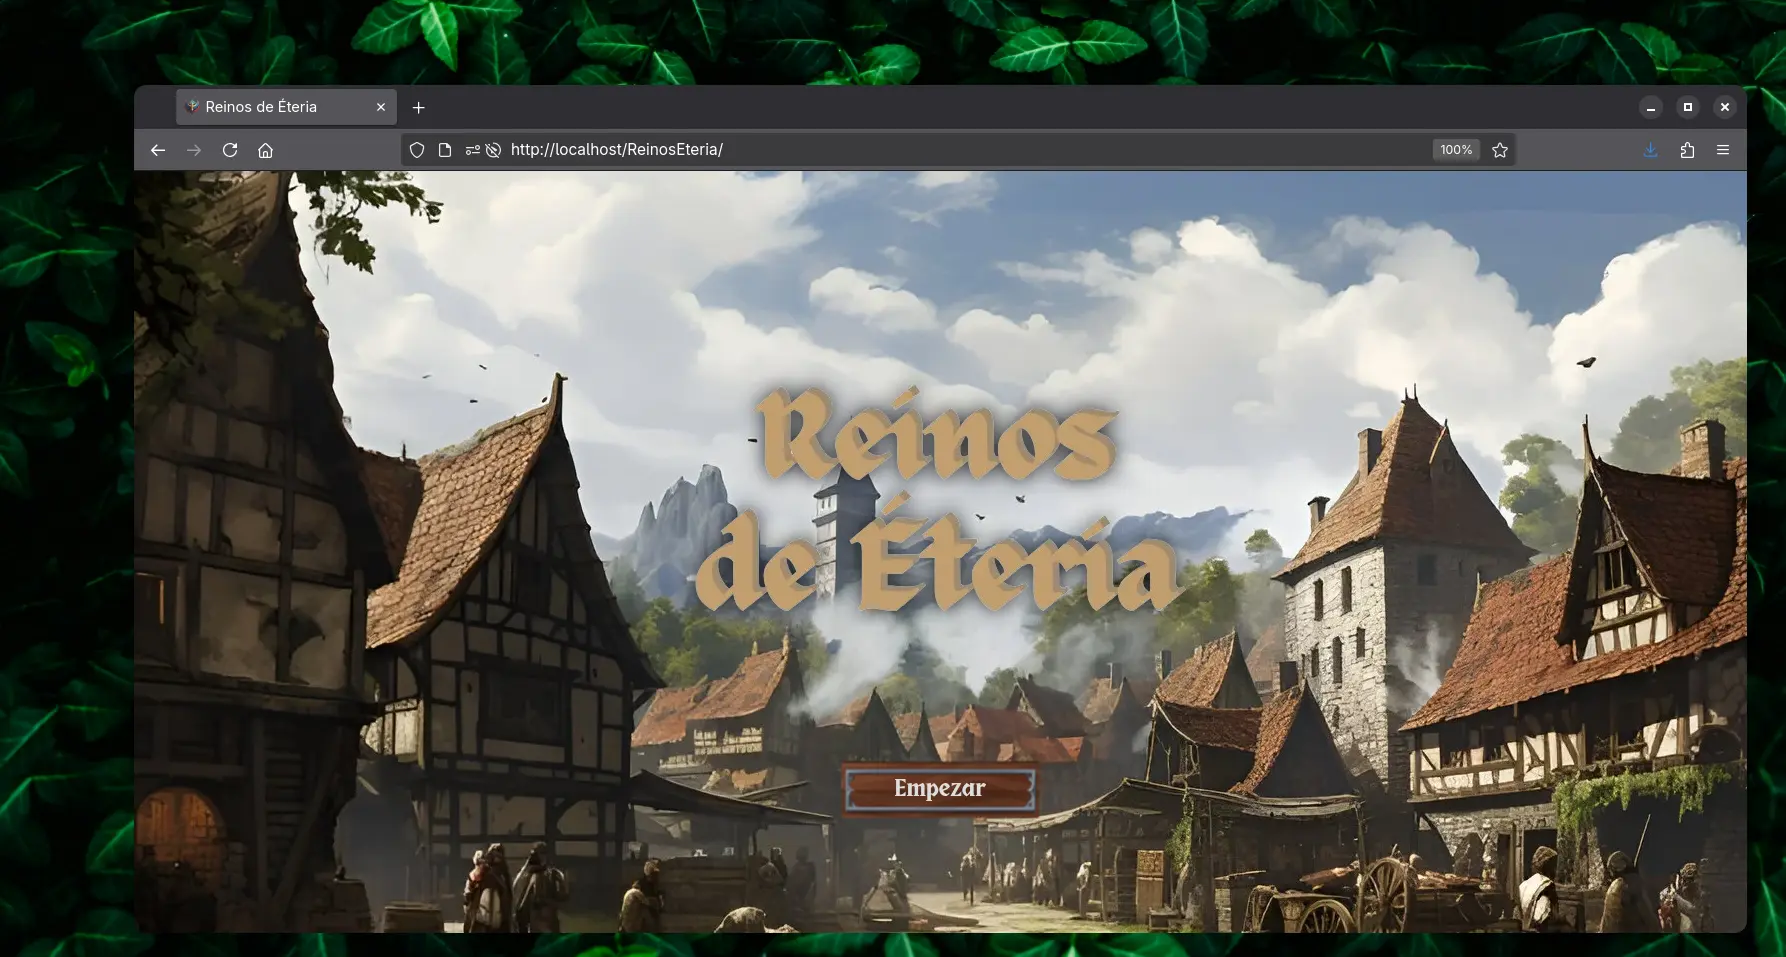 Reinos de Éteria
http://localhost/ReinosEteria/
100%
Reinos
de Éteria
Empezar